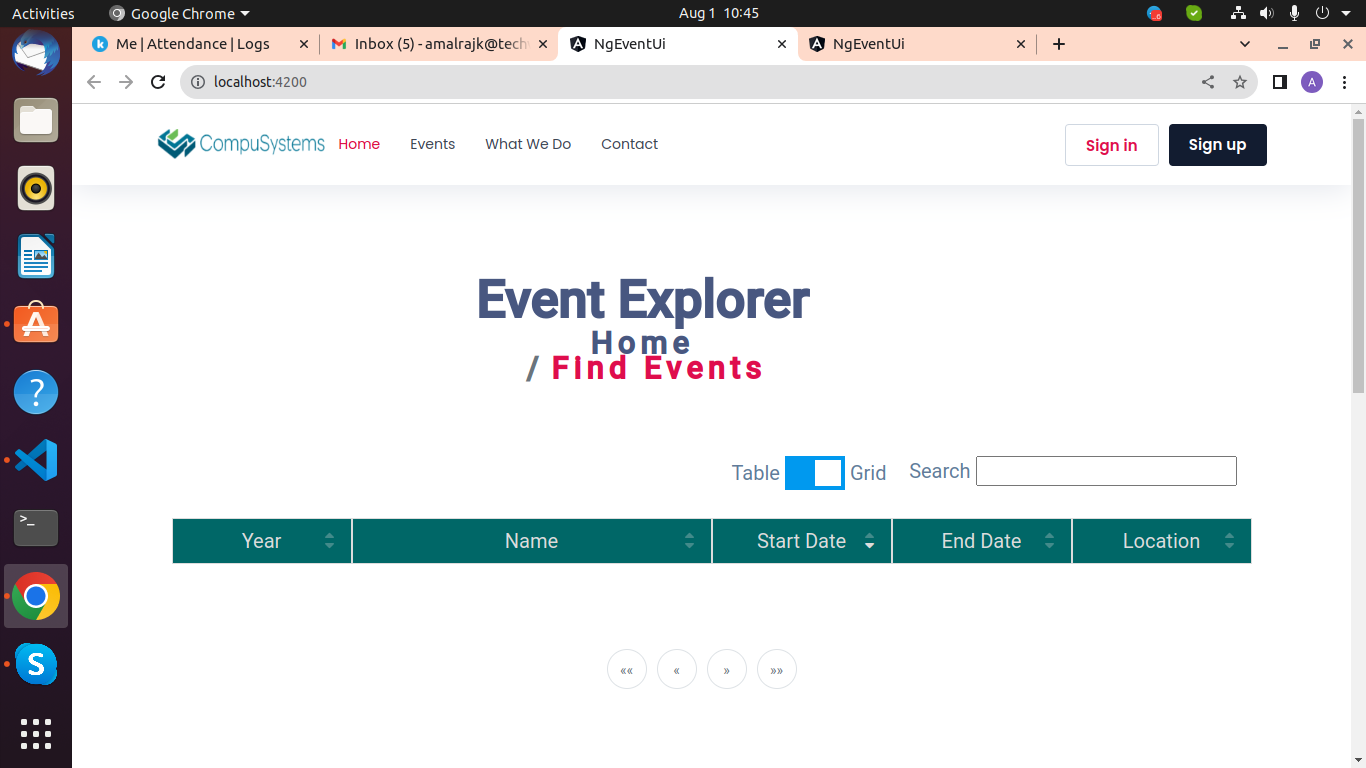 Activities Google Chrome Aug 1 10:45
Me | Attendance | Logs Inbox (5) - amalrajk@tech NgEventUi NgEventUi
localhost:4200 A
CompuSystems Home Events What We Do Contact Sign in Sign up
Event Explorer
Home
/ Find Events
Table Grid Search
Year Name Start Date End Date Location
«« « » »»